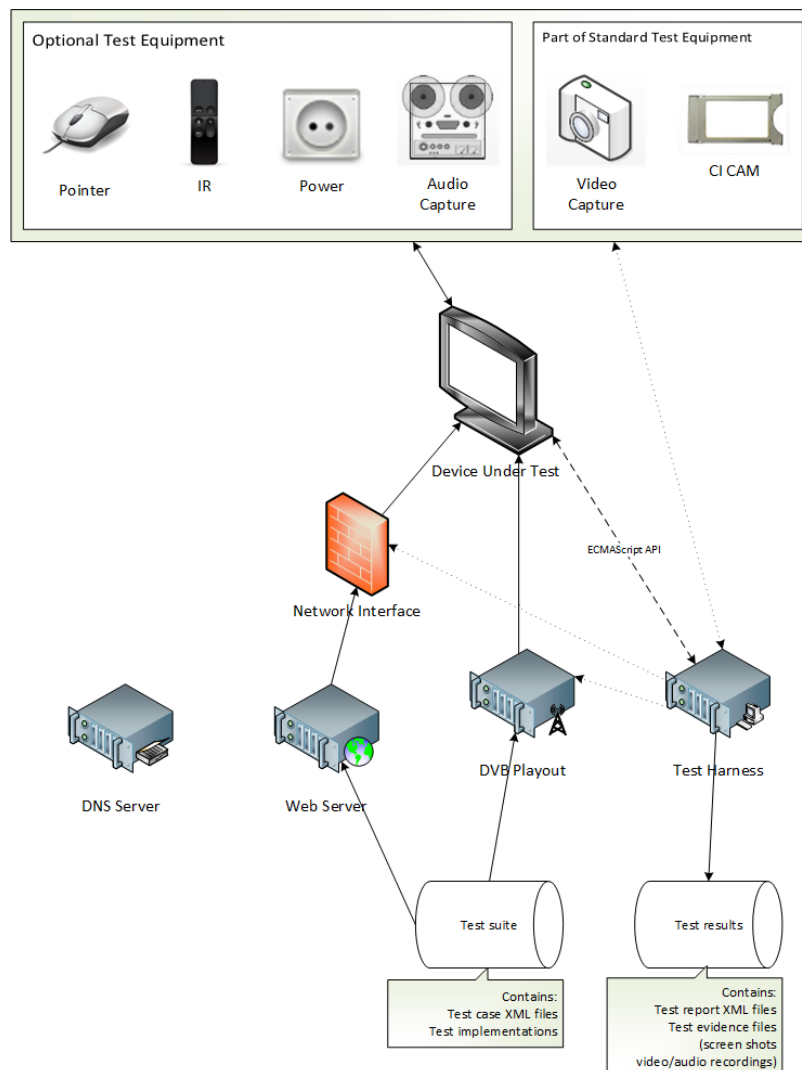 Optional Test Equipment
Part of Standard Test Equipment
Pointer
IR
Power
Audio
Capture
Video
Capture
CI CAM
Device Under Test
ECMAScript API
Network Interface
DNS Server
Web Server
DVB Playout
Test Harness
Test suite
Test results
Contains:
Test case XML files
Test implementations
Contains:
Test report XML files
Test evidence files
(screen shots
video/audio recordings)